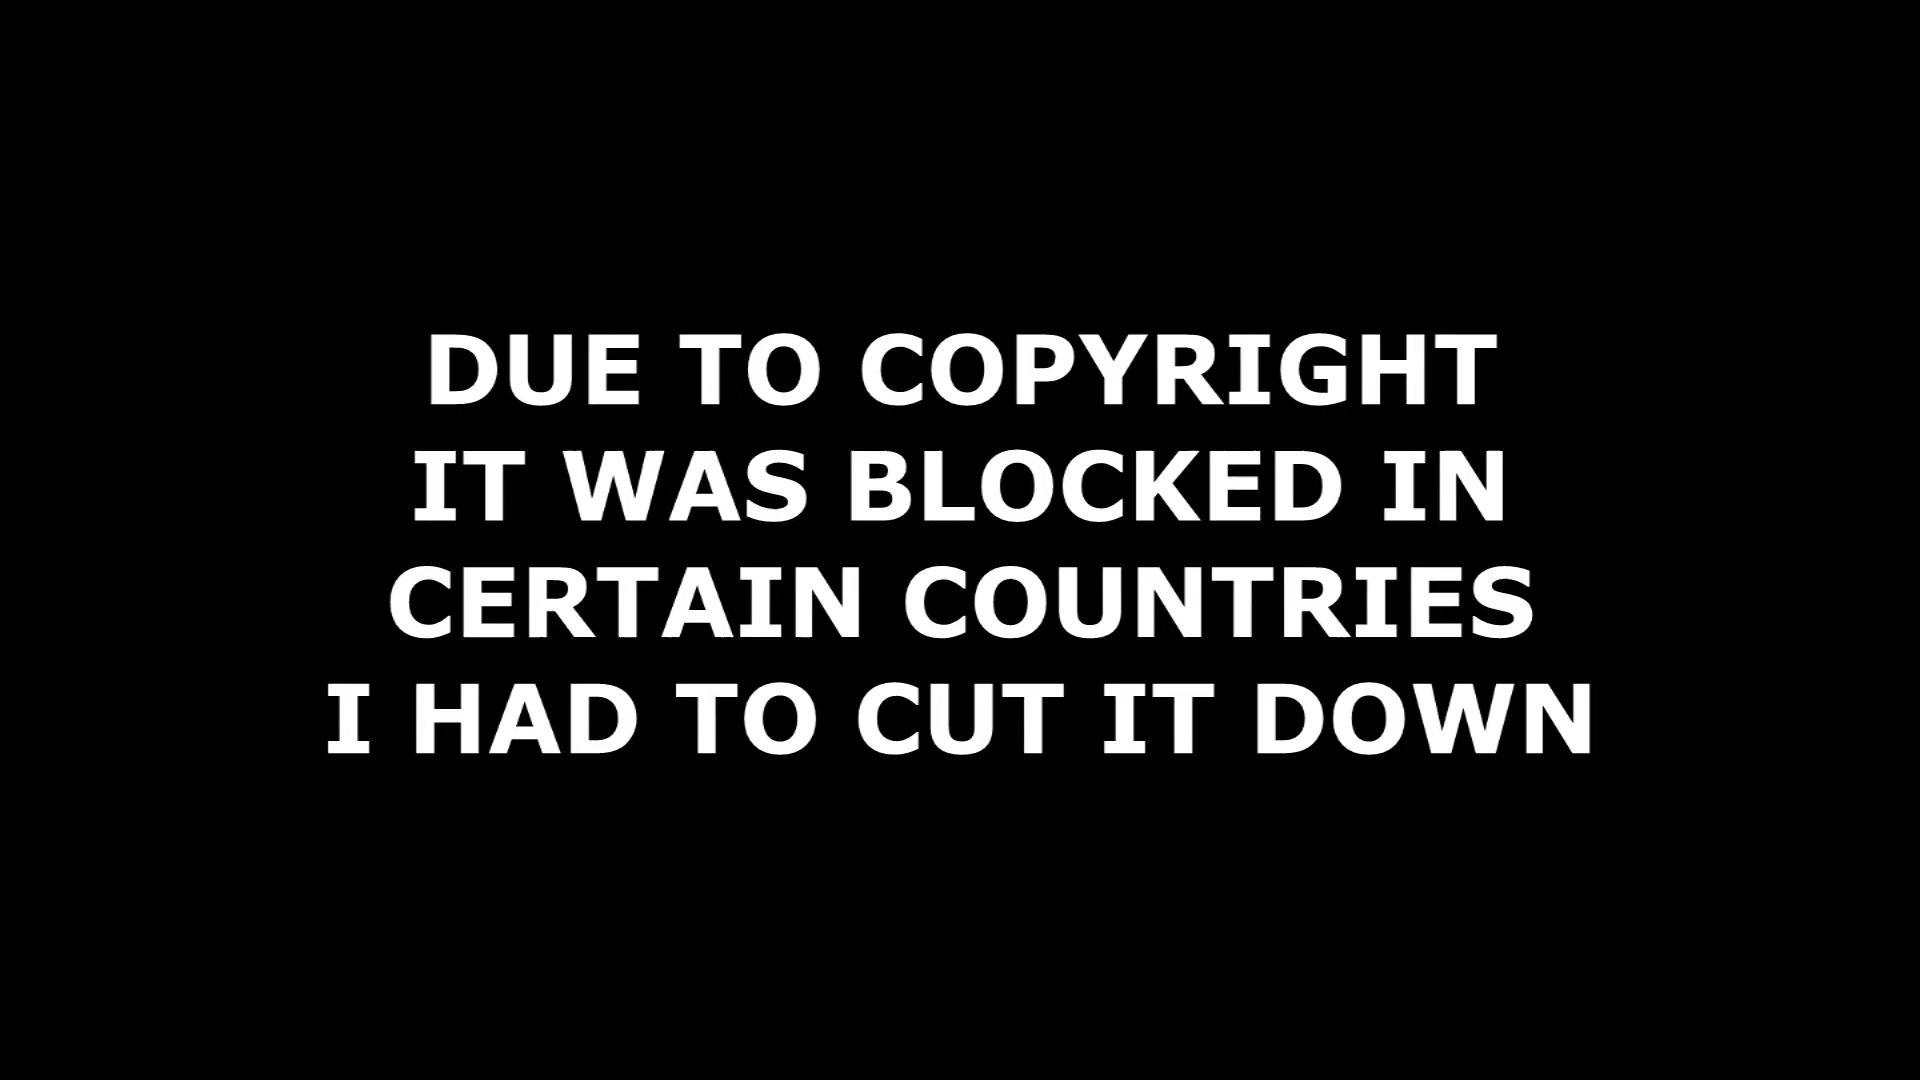 DUE TO COPYRIGHT
IT WAS BLOCKED IN
CERTAIN COUNTRIES
I HAD TO CUT IT DOWN